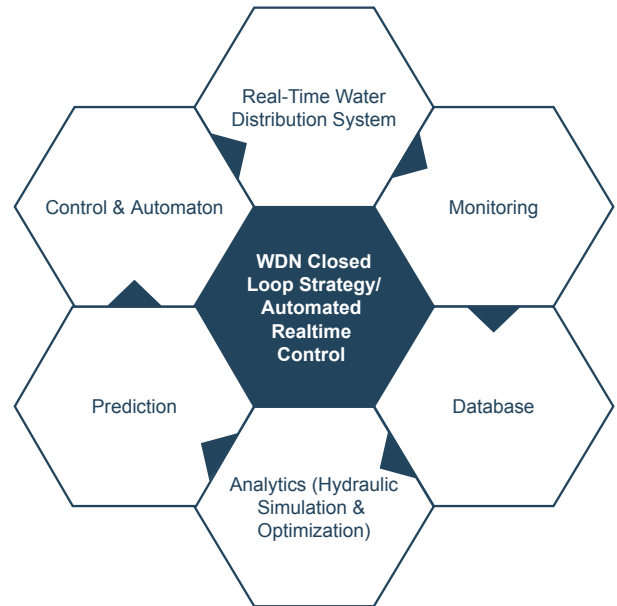 Real-Time Water
Distribution System
Control & Automaton
Monitoring
WDN Closed
Loop Strategy/
Automated
Realtime
Control
Prediction
Database
Analytics (Hydraulic
Simulation &
Optimization)